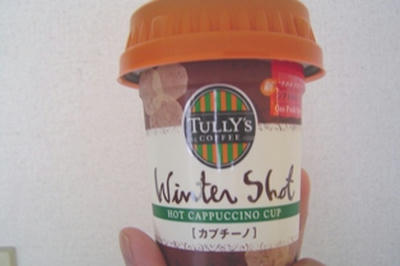 TULLY'S
COFFEE
Winter Shot
HOT CAPPUCCINO CUP
[カプチーノ]